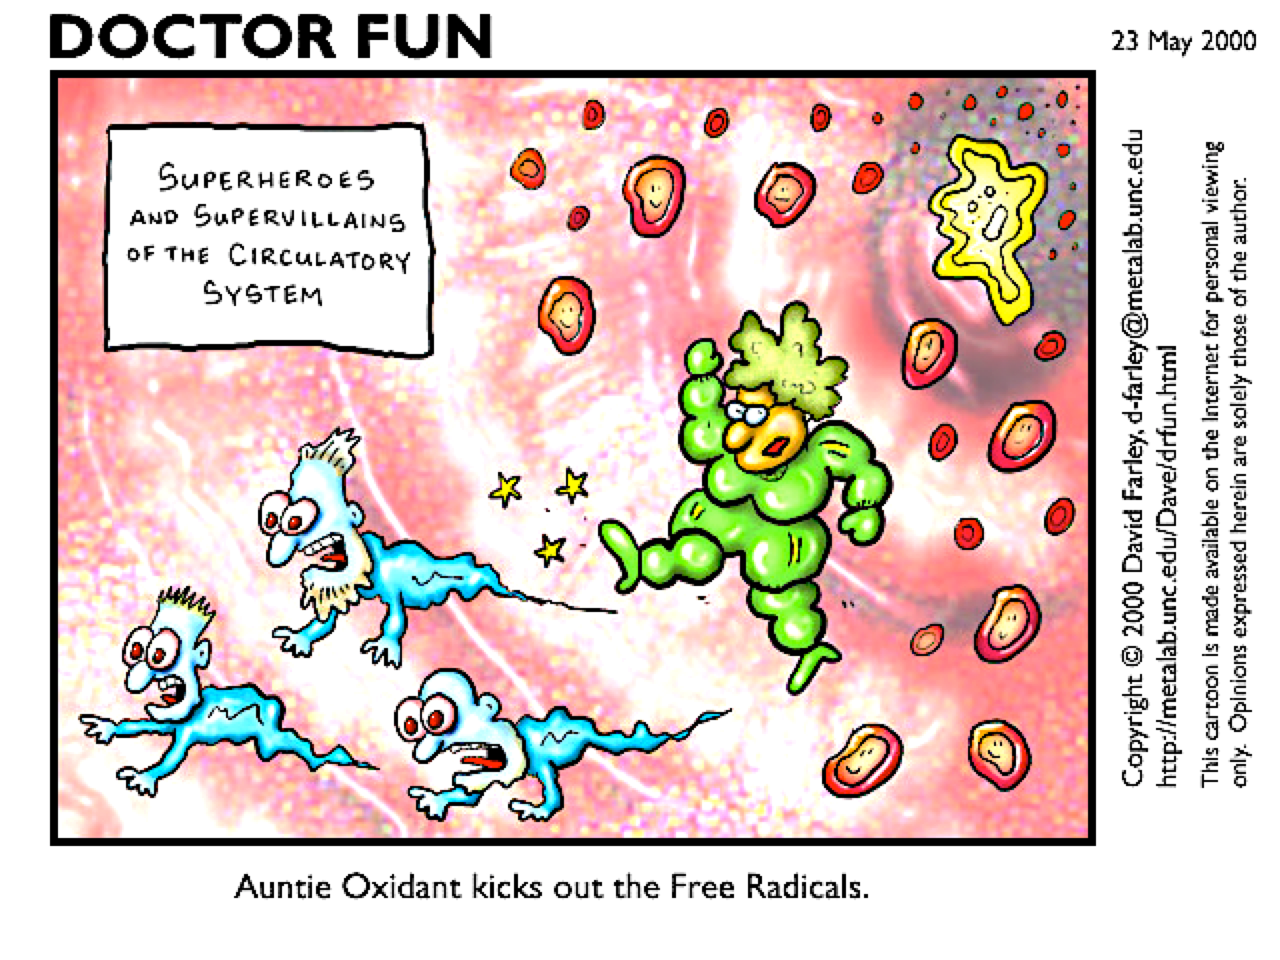 DOCTOR FUN
23 May 2000
SUPERHEROES
AND SUPERVILLAINS
OF THE CIRCULATORY
SYSTEM
Auntie Oxidant kicks out the Free Radicals.
Copyright © 2000 David Farley, d-farley@metalab.unc.edu
http://metalab.unc.edu/Dave/drfun.html
This cartoon is made available on the Internet for personal viewing
only. Opinions expressed herein are solely those of the author.